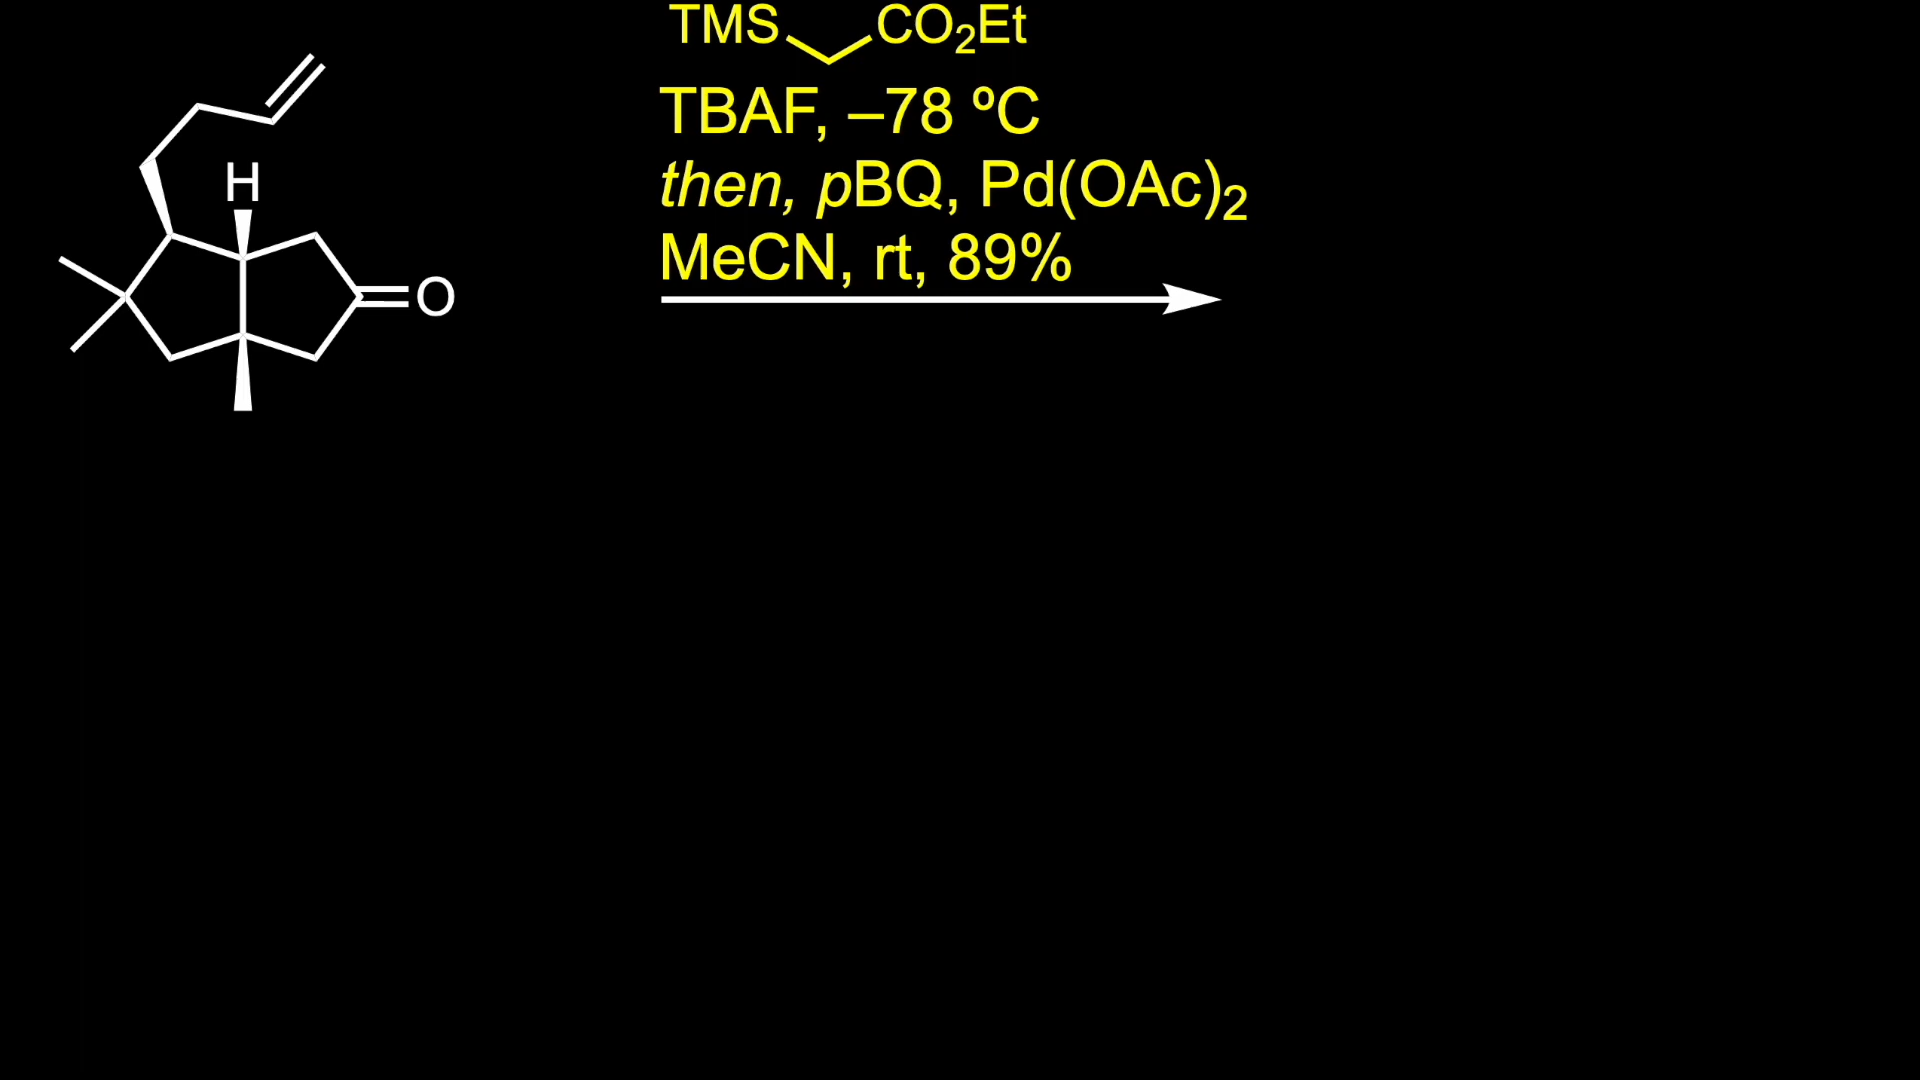 TMS CO₂Et
TBAF, –78 ºC
then, pBQ, Pd(OAc)₂
MeCN, rt, 89%
H
O